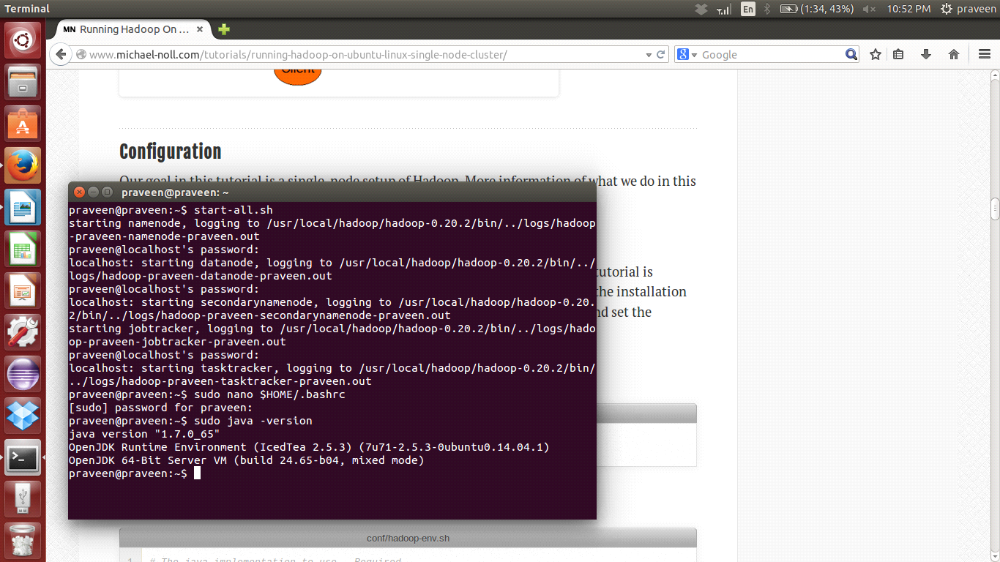 Terminal
En
(1:34, 43%)
10:52 PM
praveen
MN Running Hadoop On ...
www.michael-noll.com/tutorials/running-hadoop-on-ubuntu-linux-single-node-cluster/
Google
Client
Configuration
Our goal in this tutorial is a single-node setup of Hadoop. More information of what we do in this
tutorial is
the installation
nd set the
praveen@praveen: ~
praveen@praveen:~$ start-all.sh
starting namenode, logging to /usr/local/hadoop/hadoop-0.20.2/bin/../logs/hadoop
-praveen-namenode-praveen.out
praveen@localhost's password:
localhost: starting datanode, logging to /usr/local/hadoop/hadoop-0.20.2/bin/../
logs/hadoop-praveen-datanode-praveen.out
praveen@localhost's password:
localhost: starting secondarynamenode, logging to /usr/local/hadoop/hadoop-0.20.
2/bin/../logs/hadoop-praveen-secondarynamenode-praveen.out
starting jobtracker, logging to /usr/local/hadoop/hadoop-0.20.2/bin/../logs/hado
op-praveen-jobtracker-praveen.out
praveen@localhost's password:
localhost: starting tasktracker, logging to /usr/local/hadoop/hadoop-0.20.2/bin/
../logs/hadoop-praveen-tasktracker-praveen.out
praveen@praveen:~$ sudo nano $HOME/.bashrc
[sudo] password for praveen:
praveen@praveen:~$ sudo java -version
java version "1.7.0_65"
OpenJDK Runtime Environment (IcedTea 2.5.3) (7u71-2.5.3-0ubuntu0.14.04.1)
OpenJDK 64-Bit Server VM (build 24.65-b04, mixed mode)
praveen@praveen:~$
conf/hadoop-env.sh
1 # The java implementation to use. Required.